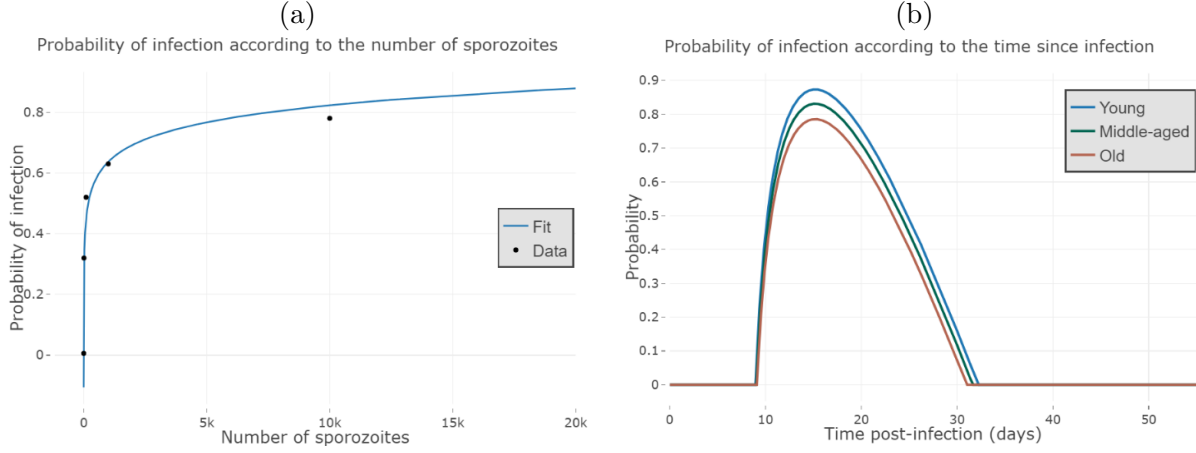 (a)
Probability of infection according to the number of sporozoites
Probability of infection
0.8
0.6
0.4
0.2
0
0
5k
10k
15k
20k
Number of sporozoites
Fit
Data
(b)
Probability of infection according to the time since infection
Probability
0.9
0.8
0.7
0.6
0.5
0.4
0.3
0.2
0.1
0
0
10
20
30
40
50
Time post-infection (days)
Young
Middle-aged
Old